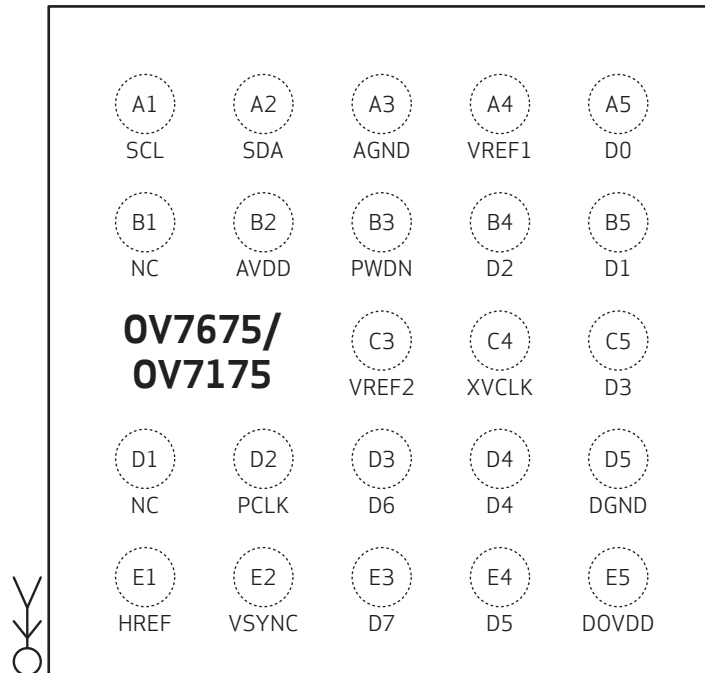 A1 A2 A3 A4 A5
SCL SDA AGND VREF1 D0
B1 B2 B3 B4 B5
NC AVDD PWDN D2 D1
OV7675/
OV7175
C3 C4 C5
VREF2 XVCLK D3
D1 D2 D3 D4 D5
NC PCLK D6 D4 DGND
E1 E2 E3 E4 E5
HREF VSYNC D7 D5 DOVDD